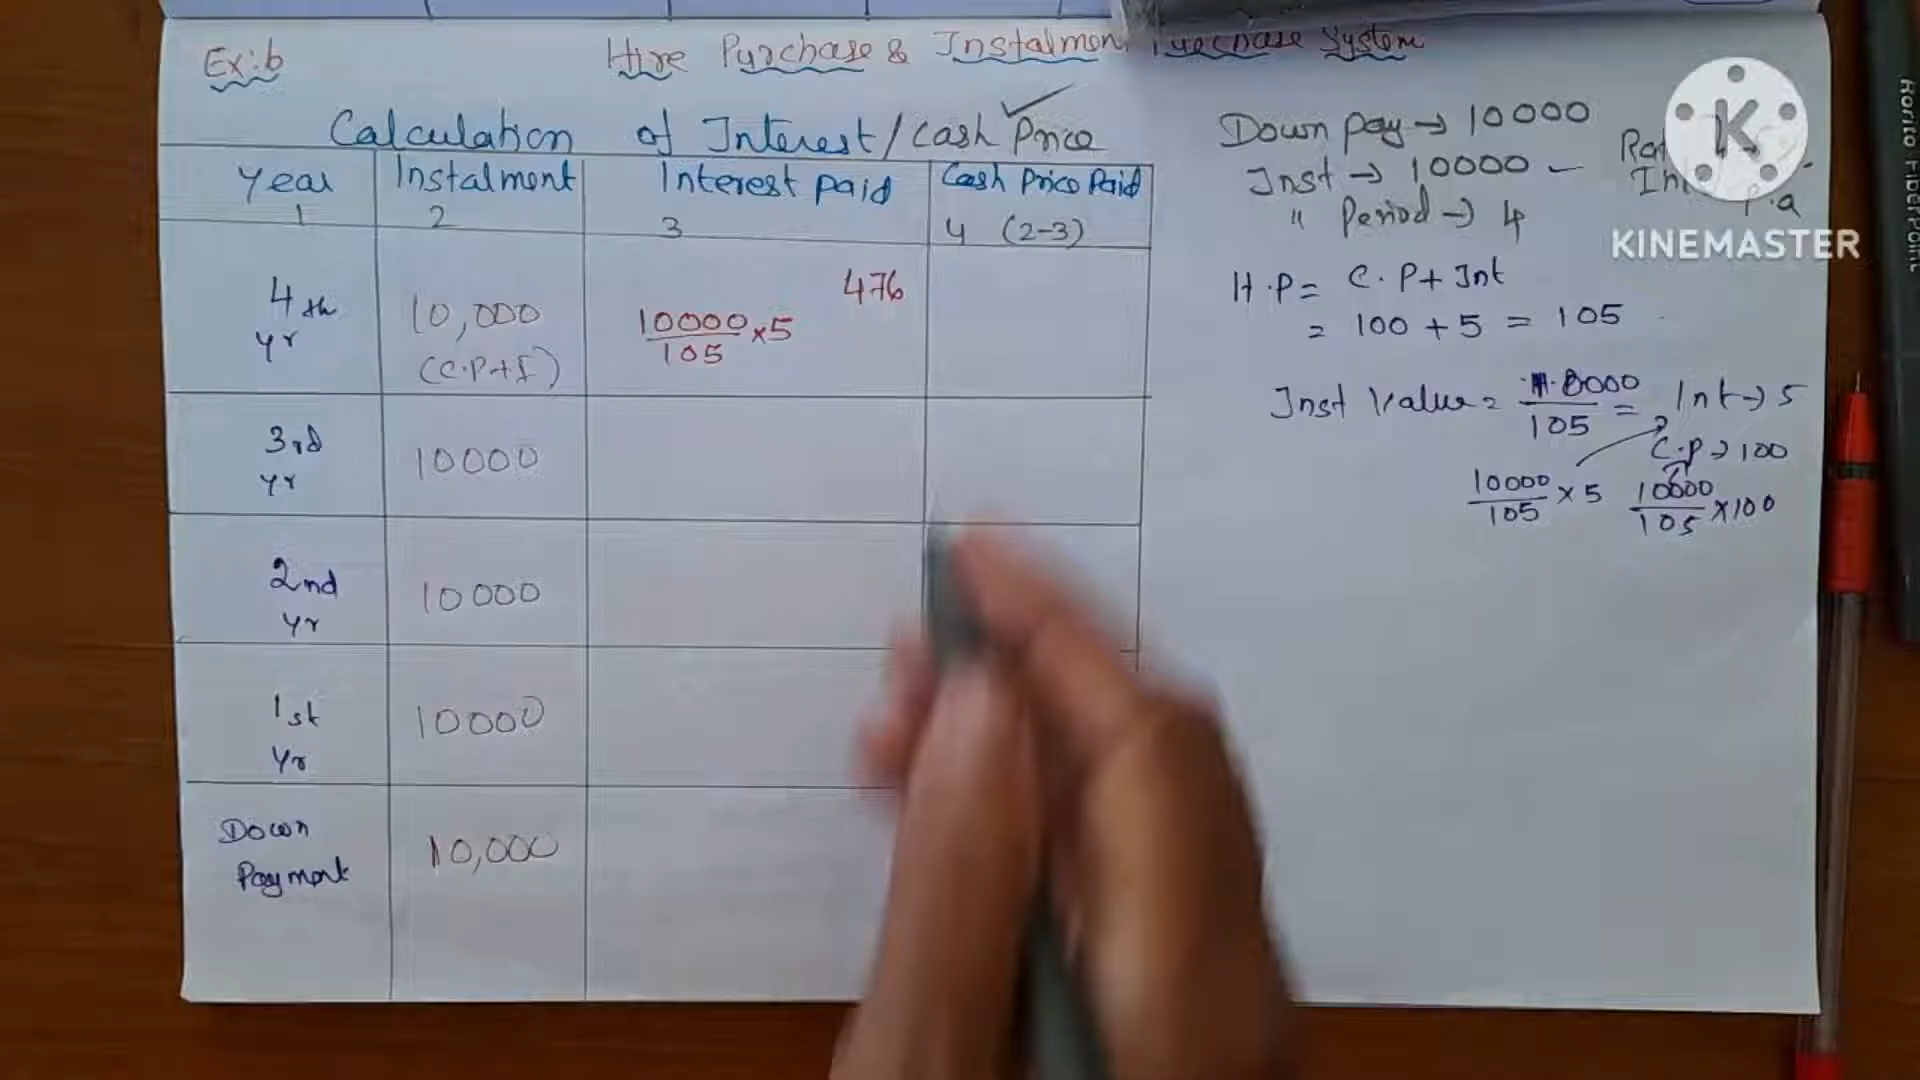 Ex:6
Hire Purchase & Instalmen Purchase System
Calculation of Interest/Cash Price
Year Instalment Interest paid Cash Price Paid
1 2 3 4 (2-3)
4th yr 10,000 (C.P+I) 10000/105 x5 476
3rd yr 10000
2nd yr 10000
1st yr 10000
Down Payment 10,000
Down pay → 10000
Inst → 10000 –
" Period → 4
p.a
H.P = C.P + Int
= 100 + 5 = 105
Inst Value = 0000/105 = Int → 5
C.P → 100
10000/105 x 5 10000/105 x100
KINEMASTER